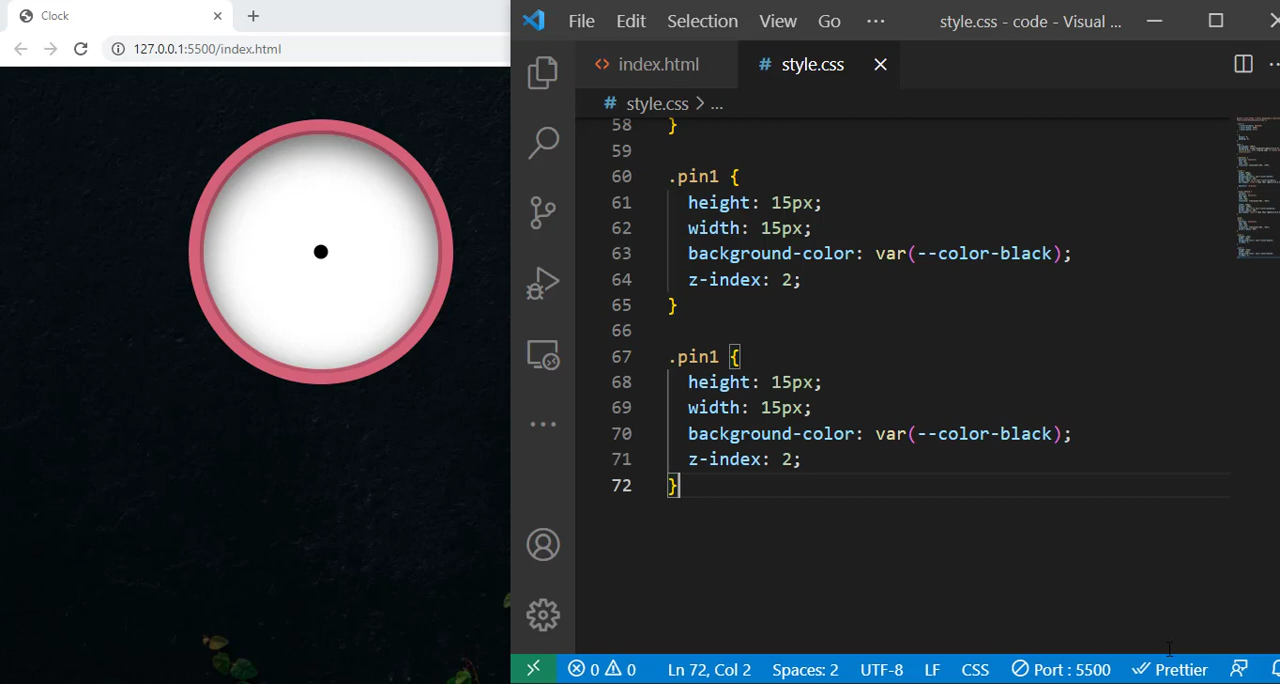 Clock
127.0.0.1:5500/index.html
File Edit Selection View Go ··· style.css - code - Visual ...
<> index.html # style.css
# style.css > ...
58 }
59
60 .pin1 {
61 height: 15px;
62 width: 15px;
63 background-color: var(--color-black);
64 z-index: 2;
65 }
66
67 .pin1 {
68 height: 15px;
69 width: 15px;
70 background-color: var(--color-black);
71 z-index: 2;
72 }
0 0 Ln 72, Col 2 Spaces: 2 UTF-8 LF CSS Port : 5500 Prettier